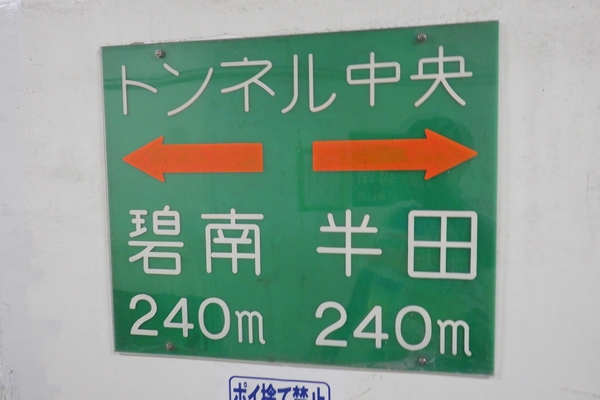 トンネル中央
碧南 半田
240m 240m
ポイ捨て禁止